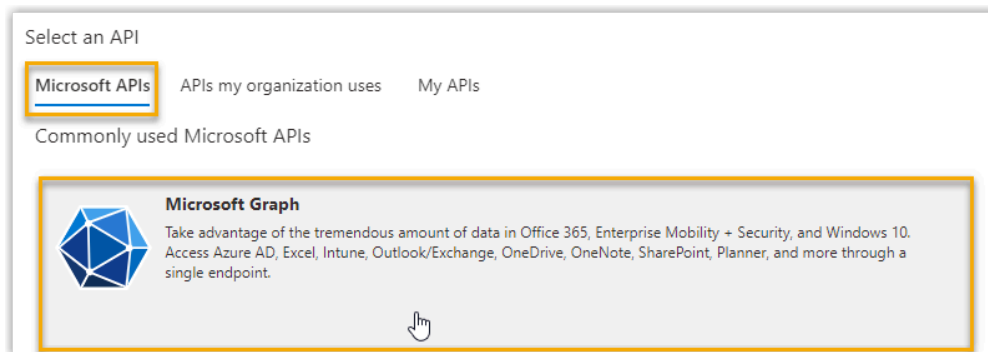 Select an API
Microsoft APIs APIs my organization uses My APIs
Commonly used Microsoft APIs
Microsoft Graph
Take advantage of the tremendous amount of data in Office 365, Enterprise Mobility + Security, and Windows 10.
Access Azure AD, Excel, Intune, Outlook/Exchange, OneDrive, OneNote, SharePoint, Planner, and more through a
single endpoint.